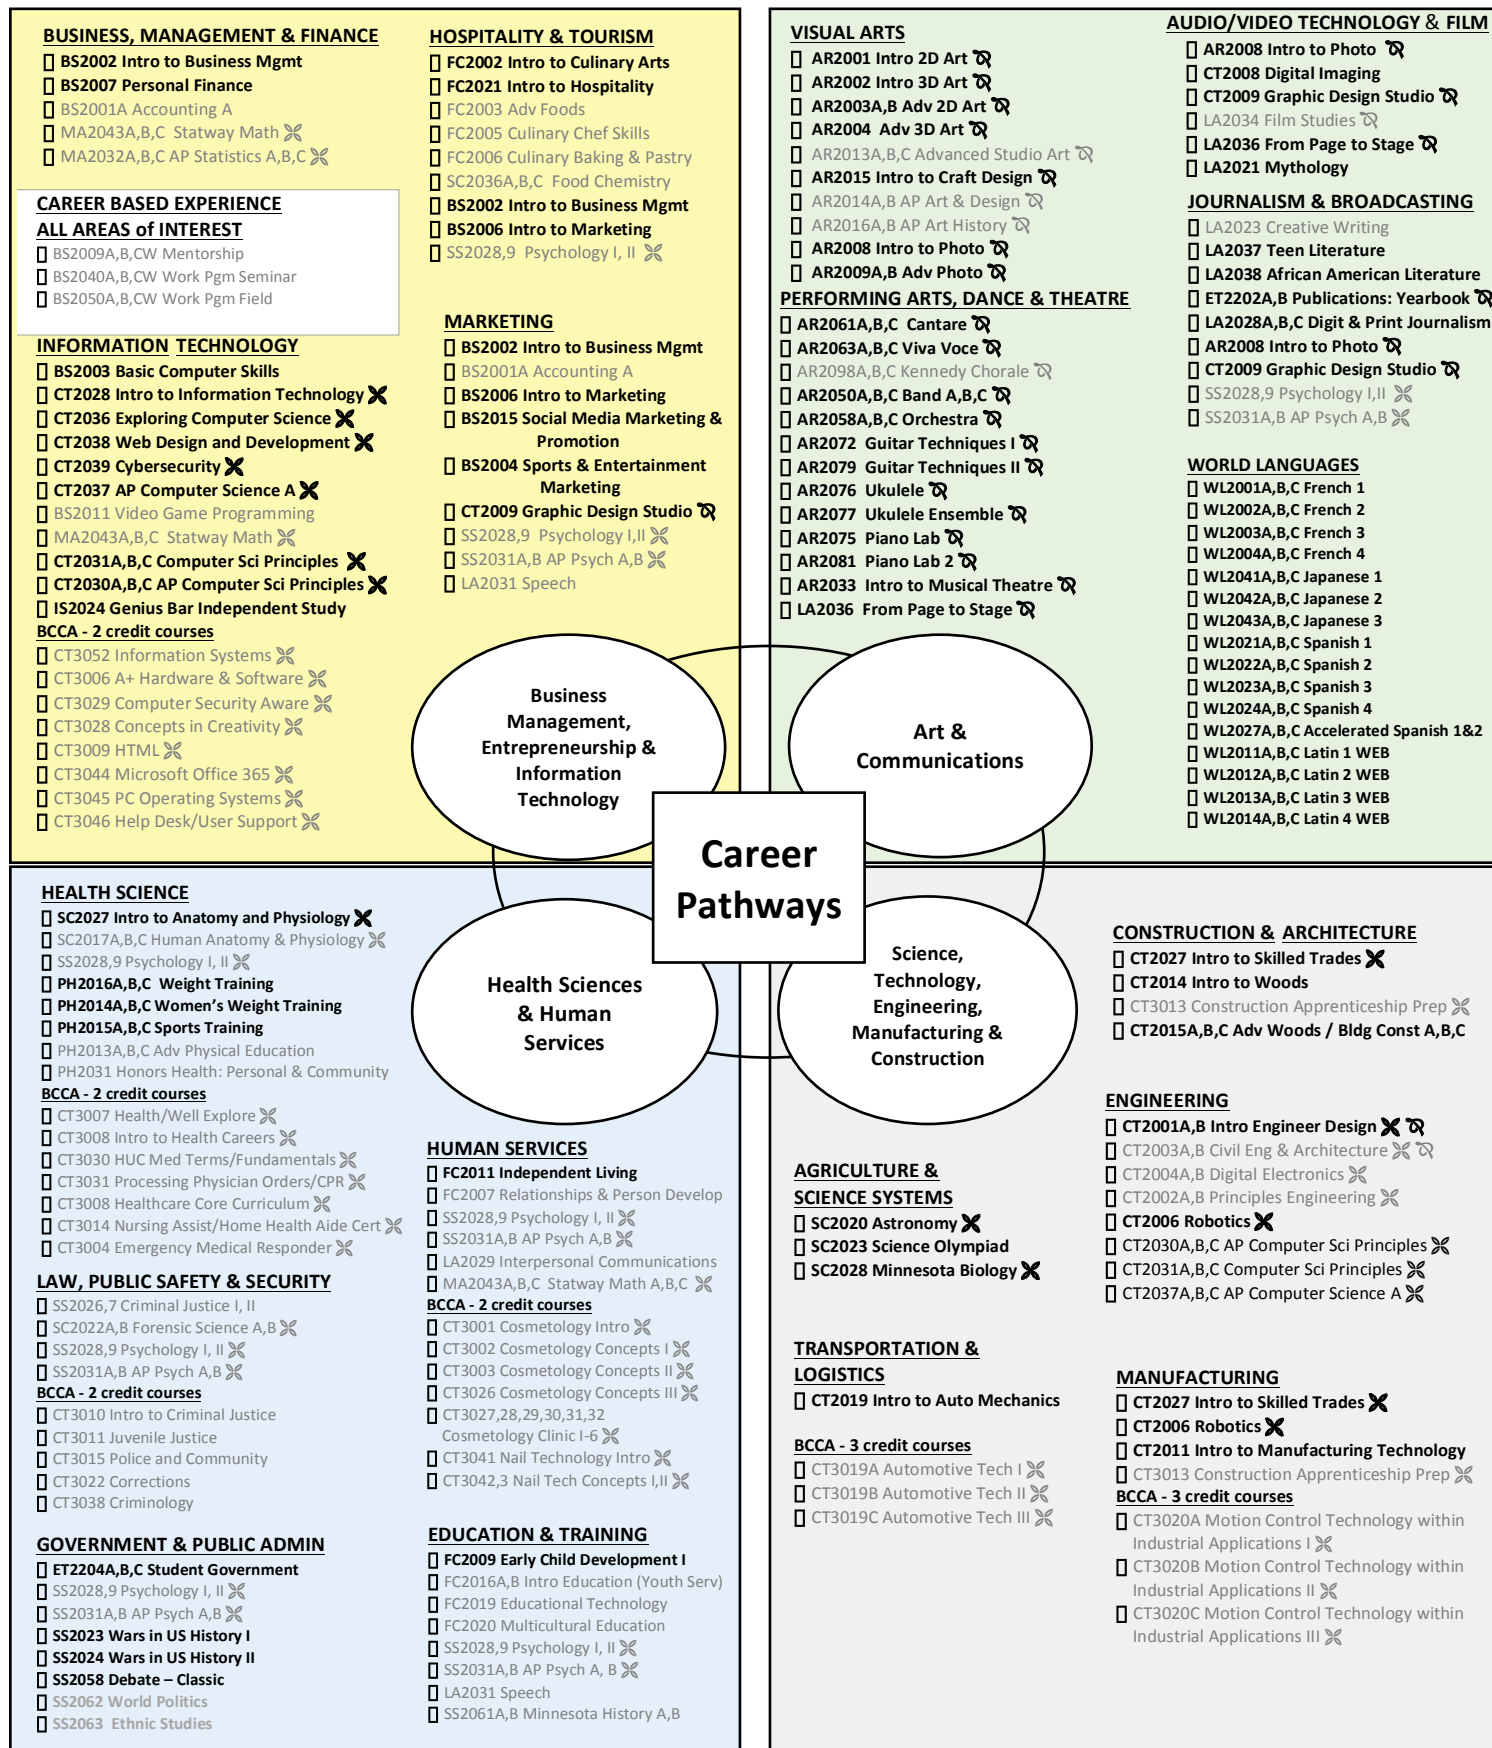 BUSINESS, MANAGEMENT & FINANCE
BS2002 Intro to Business Mgmt
BS2007 Personal Finance
BS2001A Accounting A
MA2043A,B,C Statway Math
MA2032A,B,C AP Statistics A,B,C
CAREER BASED EXPERIENCE
ALL AREAS of INTEREST
BS2009A,B,CW Mentorship
BS2040A,B,CW Work Pgm Seminar
BS2050A,B,CW Work Pgm Field
INFORMATION TECHNOLOGY
BS2003 Basic Computer Skills
CT2028 Intro to Information Technology
CT2036 Exploring Computer Science
CT2038 Web Design and Development
CT2039 Cybersecurity
CT2037 AP Computer Science A
BS2011 Video Game Programming
MA2043A,B,C Statway Math
CT2031A,B,C Computer Sci Principles
CT2030A,B,C AP Computer Sci Principles
IS2024 Genius Bar Independent Study
BCCA - 2 credit courses
CT3052 Information Systems
CT3006 A+ Hardware & Software
CT3029 Computer Security Aware
CT3028 Concepts in Creativity
CT3009 HTML
CT3044 Microsoft Office 365
CT3045 PC Operating Systems
CT3046 Help Desk/User Support
HOSPITALITY & TOURISM
FC2002 Intro to Culinary Arts
FC2021 Intro to Hospitality
FC2003 Adv Foods
FC2005 Culinary Chef Skills
FC2006 Culinary Baking & Pastry
SC2036A,B,C Food Chemistry
BS2002 Intro to Business Mgmt
BS2006 Intro to Marketing
SS2028,9 Psychology I, II
MARKETING
BS2002 Intro to Business Mgmt
BS2001A Accounting A
BS2006 Intro to Marketing
BS2015 Social Media Marketing &
Promotion
BS2004 Sports & Entertainment
Marketing
CT2009 Graphic Design Studio
SS2028,9 Psychology I,II
SS2031A,B AP Psych A,B
LA2031 Speech
Business
Management,
Entrepreneurship &
Information
Technology
VISUAL ARTS
AR2001 Intro 2D Art
AR2002 Intro 3D Art
AR2003A,B Adv 2D Art
AR2004 Adv 3D Art
AR2013A,B,C Advanced Studio Art
AR2015 Intro to Craft Design
AR2014A,B AP Art & Design
AR2016A,B AP Art History
AR2008 Intro to Photo
AR2009A,B Adv Photo
PERFORMING ARTS, DANCE & THEATRE
AR2061A,B,C Cantare
AR2063A,B,C Viva Voce
AR2098A,B,C Kennedy Chorale
AR2050A,B,C Band A,B,C
AR2058A,B,C Orchestra
AR2072 Guitar Techniques I
AR2079 Guitar Techniques II
AR2076 Ukulele
AR2077 Ukulele Ensemble
AR2075 Piano Lab
AR2081 Piano Lab 2
AR2033 Intro to Musical Theatre
LA2036 From Page to Stage
AUDIO/VIDEO TECHNOLOGY & FILM
AR2008 Intro to Photo
CT2008 Digital Imaging
CT2009 Graphic Design Studio
LA2034 Film Studies
LA2036 From Page to Stage
LA2021 Mythology
JOURNALISM & BROADCASTING
LA2023 Creative Writing
LA2037 Teen Literature
LA2038 African American Literature
ET2202A,B Publications: Yearbook
LA2028A,B,C Digit & Print Journalism
AR2008 Intro to Photo
CT2009 Graphic Design Studio
SS2028,9 Psychology I,II
SS2031A,B AP Psych A,B
WORLD LANGUAGES
WL2001A,B,C French 1
WL2002A,B,C French 2
WL2003A,B,C French 3
WL2004A,B,C French 4
WL2041A,B,C Japanese 1
WL2042A,B,C Japanese 2
WL2043A,B,C Japanese 3
WL2021A,B,C Spanish 1
WL2022A,B,C Spanish 2
WL2023A,B,C Spanish 3
WL2024A,B,C Spanish 4
WL2027A,B,C Accelerated Spanish 1&2
WL2011A,B,C Latin 1 WEB
WL2012A,B,C Latin 2 WEB
WL2013A,B,C Latin 3 WEB
WL2014A,B,C Latin 4 WEB
Art &
Communications
Career
Pathways
HEALTH SCIENCE
SC2027 Intro to Anatomy and Physiology
SC2017A,B,C Human Anatomy & Physiology
SS2028,9 Psychology I, II
PH2016A,B,C Weight Training
PH2014A,B,C Women's Weight Training
PH2015A,B,C Sports Training
PH2013A,B,C Adv Physical Education
PH2031 Honors Health: Personal & Community
BCCA - 2 credit courses
CT3007 Health/Well Explore
CT3008 Intro to Health Careers
CT3030 HUC Med Terms/Fundamentals
CT3031 Processing Physician Orders/CPR
CT3008 Healthcare Core Curriculum
CT3014 Nursing Assist/Home Health Aide Cert
CT3004 Emergency Medical Responder
LAW, PUBLIC SAFETY & SECURITY
SS2026,7 Criminal Justice I, II
SC2022A,B Forensic Science A,B
SS2028,9 Psychology I, II
SS2031A,B AP Psych A,B
BCCA - 2 credit courses
CT3010 Intro to Criminal Justice
CT3011 Juvenile Justice
CT3015 Police and Community
CT3022 Corrections
CT3038 Criminology
GOVERNMENT & PUBLIC ADMIN
ET2204A,B,C Student Government
SS2028,9 Psychology I, II
SS2031A,B AP Psych A,B
SS2023 Wars in US History I
SS2024 Wars in US History II
SS2058 Debate – Classic
SS2062 World Politics
SS2063 Ethnic Studies
Health Sciences
& Human
Services
HUMAN SERVICES
FC2011 Independent Living
FC2007 Relationships & Person Develop
SS2028,9 Psychology I, II
SS2031A,B AP Psych A,B
LA2029 Interpersonal Communications
MA2043A,B,C Statway Math A,B,C
BCCA - 2 credit courses
CT3001 Cosmetology Intro
CT3002 Cosmetology Concepts I
CT3003 Cosmetology Concepts II
CT3026 Cosmetology Concepts III
CT3027,28,29,30,31,32
Cosmetology Clinic I-6
CT3041 Nail Technology Intro
CT3042,3 Nail Tech Concepts I,II
EDUCATION & TRAINING
FC2009 Early Child Development I
FC2016A,B Intro Education (Youth Serv)
FC2019 Educational Technology
FC2020 Multicultural Education
SS2028,9 Psychology I, II
SS2031A,B AP Psych A, B
LA2031 Speech
SS2061A,B Minnesota History A,B
Science,
Technology,
Engineering,
Manufacturing &
Construction
AGRICULTURE &
SCIENCE SYSTEMS
SC2020 Astronomy
SC2023 Science Olympiad
SC2028 Minnesota Biology
TRANSPORTATION &
LOGISTICS
CT2019 Intro to Auto Mechanics
BCCA - 3 credit courses
CT3019A Automotive Tech I
CT3019B Automotive Tech II
CT3019C Automotive Tech III
CONSTRUCTION & ARCHITECTURE
CT2027 Intro to Skilled Trades
CT2014 Intro to Woods
CT3013 Construction Apprenticeship Prep
CT2015A,B,C Adv Woods / Bldg Const A,B,C
ENGINEERING
CT2001A,B Intro Engineer Design
CT2003A,B Civil Eng & Architecture
CT2004A,B Digital Electronics
CT2002A,B Principles Engineering
CT2006 Robotics
CT2030A,B,C AP Computer Sci Principles
CT2031A,B,C Computer Sci Principles
CT2037A,B,C AP Computer Science A
MANUFACTURING
CT2027 Intro to Skilled Trades
CT2006 Robotics
CT2011 Intro to Manufacturing Technology
CT3013 Construction Apprenticeship Prep
BCCA - 3 credit courses
CT3020A Motion Control Technology within
Industrial Applications I
CT3020B Motion Control Technology within
Industrial Applications II
CT3020C Motion Control Technology within
Industrial Applications III